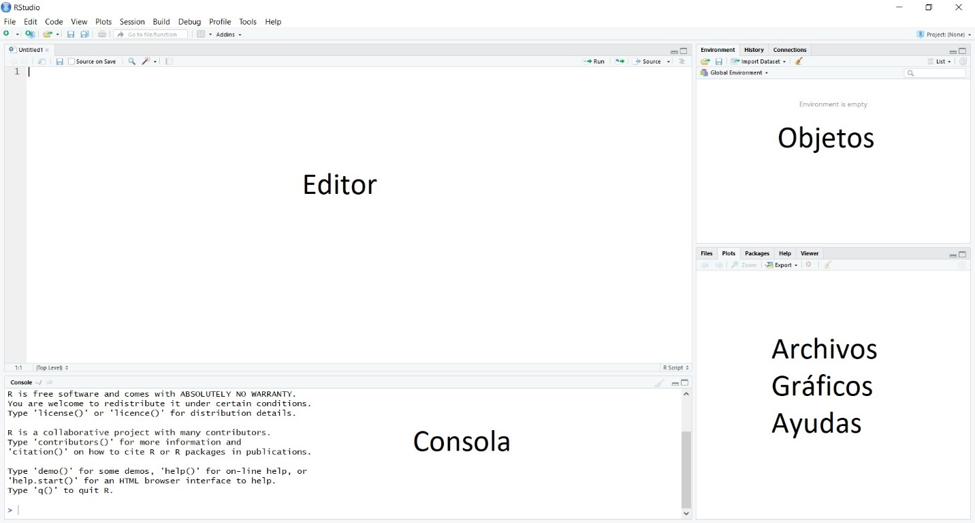 RStudio
File Edit Code View Plots Session Build Debug Profile Tools Help
Go to file/function Addins Project: (None)
Untitled1
Source on Save Run Source
1
Editor
1:1 (Top Level) R Script
Console ~/
R is free software and comes with ABSOLUTELY NO WARRANTY.
You are welcome to redistribute it under certain conditions.
Type 'license()' or 'licence()' for distribution details.
R is a collaborative project with many contributors.
Type 'contributors()' for more information and
'citation()' on how to cite R or R packages in publications.
Type 'demo()' for some demos, 'help()' for on-line help, or
'help.start()' for an HTML browser interface to help.
Type 'q()' to quit R.
>
Consola
Environment History Connections
Import Dataset List
Global Environment
Environment is empty
Objetos
Files Plots Packages Help Viewer
Zoom Export
Archivos
Gráficos
Ayudas